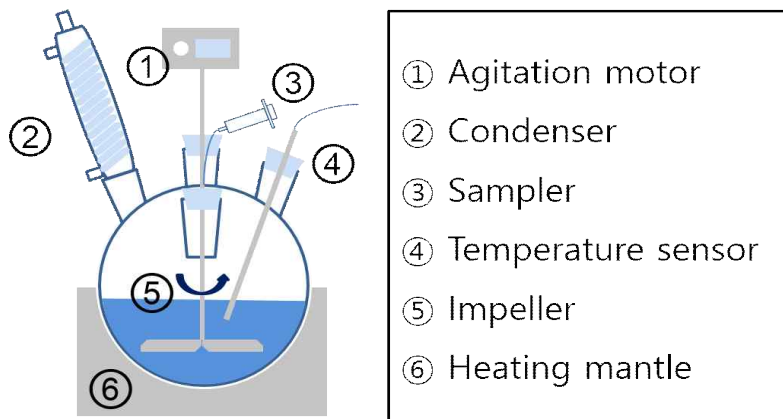 ①
②
③
④
⑤
⑥
① Agitation motor
② Condenser
③ Sampler
④ Temperature sensor
⑤ Impeller
⑥ Heating mantle